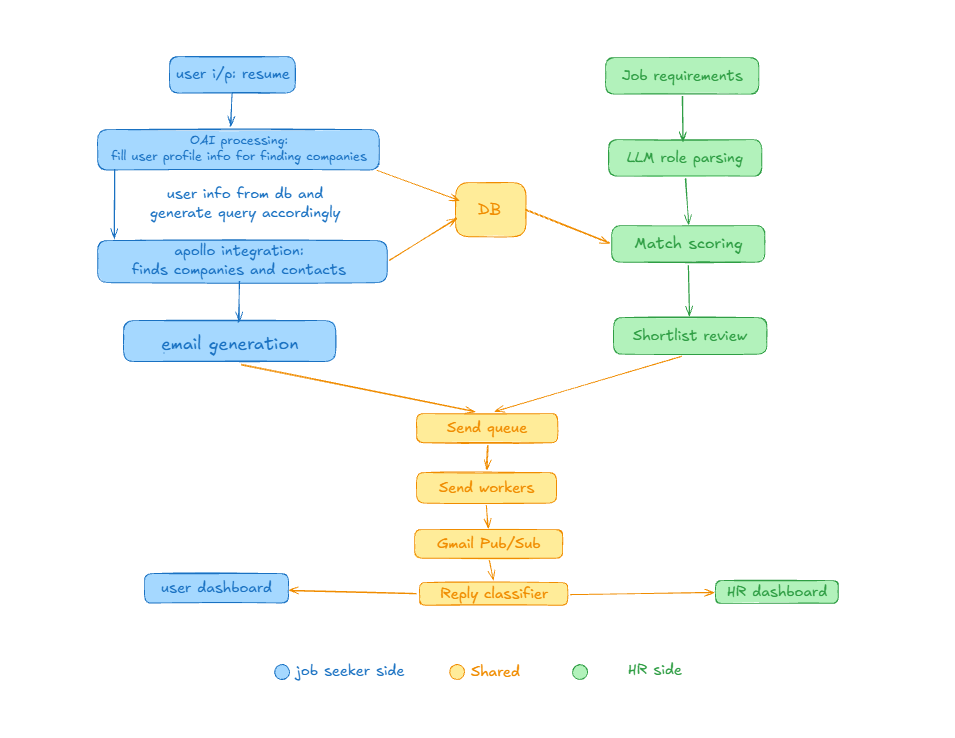 user i/p: resume
Job requirements
OAI processing:
fill user profile info for finding companies
LLM role parsing
user info from db and
generate query accordingly
DB
Match scoring
apollo integration:
finds companies and contacts
email generation
Shortlist review
Send queue
Send workers
Gmail Pub/Sub
user dashboard
Reply classifier
HR dashboard
job seeker side
Shared
HR side